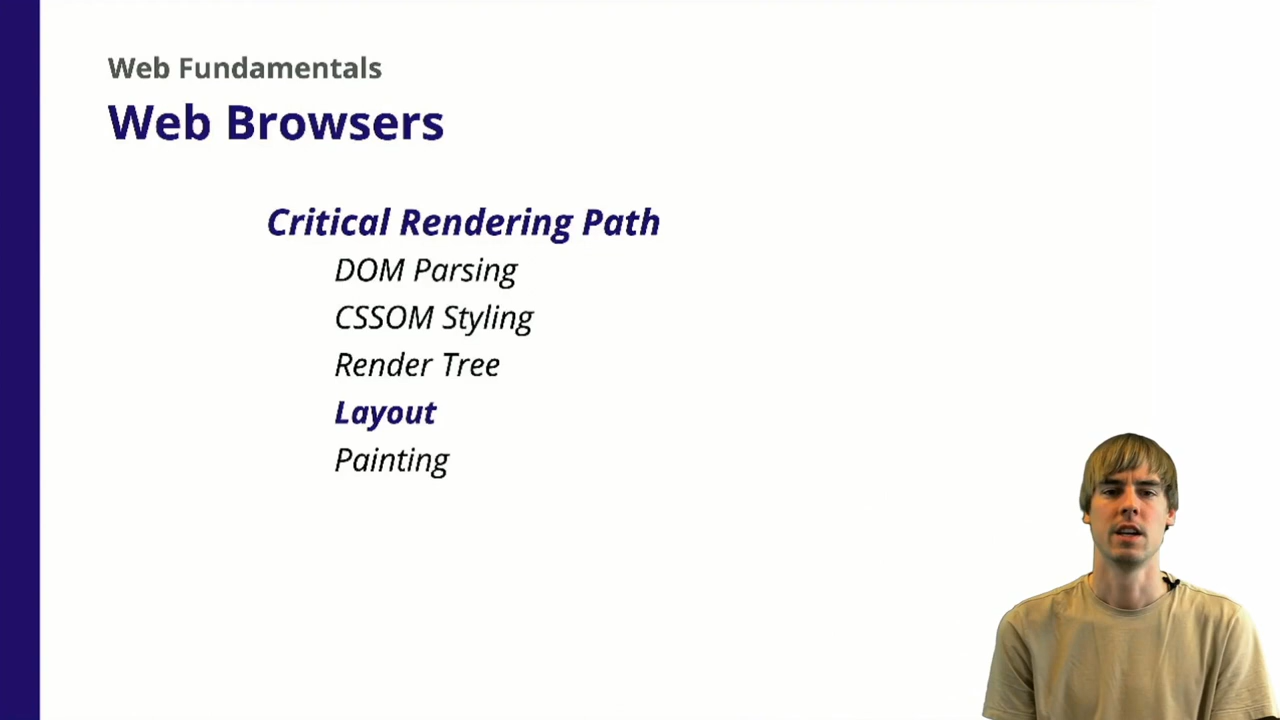 Web Fundamentals
Web Browsers
Critical Rendering Path
DOM Parsing
CSSOM Styling
Render Tree
Layout
Painting